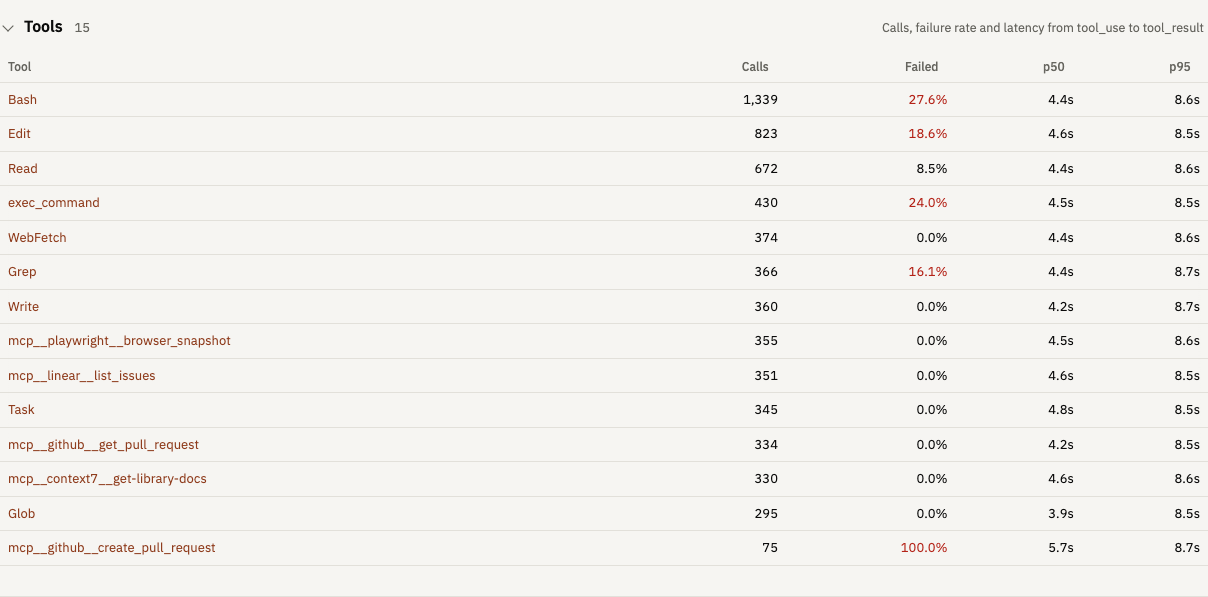 Tools 15 Calls, failure rate and latency from tool_use to tool_result
Tool Calls Failed p50 p95
Bash 1,339 27.6% 4.4s 8.6s
Edit 823 18.6% 4.6s 8.5s
Read 672 8.5% 4.4s 8.6s
exec_command 430 24.0% 4.5s 8.5s
WebFetch 374 0.0% 4.4s 8.6s
Grep 366 16.1% 4.4s 8.7s
Write 360 0.0% 4.2s 8.7s
mcp__playwright__browser_snapshot 355 0.0% 4.5s 8.6s
mcp__linear__list_issues 351 0.0% 4.6s 8.5s
Task 345 0.0% 4.8s 8.5s
mcp__github__get_pull_request 334 0.0% 4.2s 8.5s
mcp__context7__get-library-docs 330 0.0% 4.6s 8.6s
Glob 295 0.0% 3.9s 8.5s
mcp__github__create_pull_request 75 100.0% 5.7s 8.7s